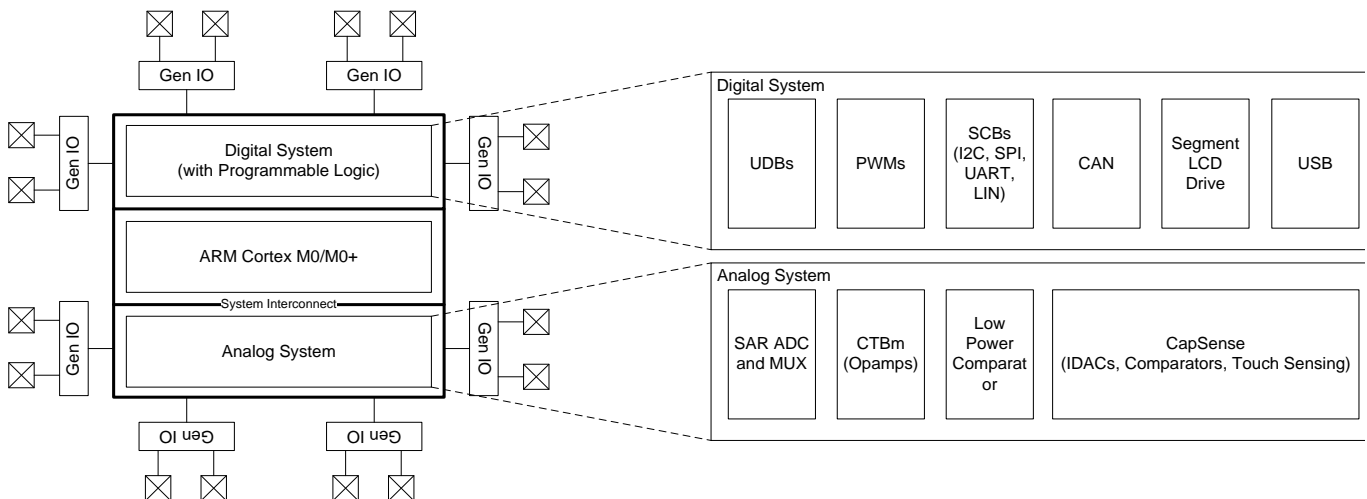 Gen IO
Gen IO
Digital System
UDBs
PWMs
SCBs
(I2C, SPI,
UART,
LIN)
CAN
Segment
LCD
Drive
USB
Gen IO
Digital System
(with Programmable Logic)
Gen IO
ARM Cortex M0/M0+
System Interconnect
Analog System
SAR ADC
and MUX
CTBm
(Opamps)
Low
Power
Comparat
or
CapSense
(IDACs, Comparators, Touch Sensing)
Gen IO
Analog System
Gen IO
Gen IO
Gen IO